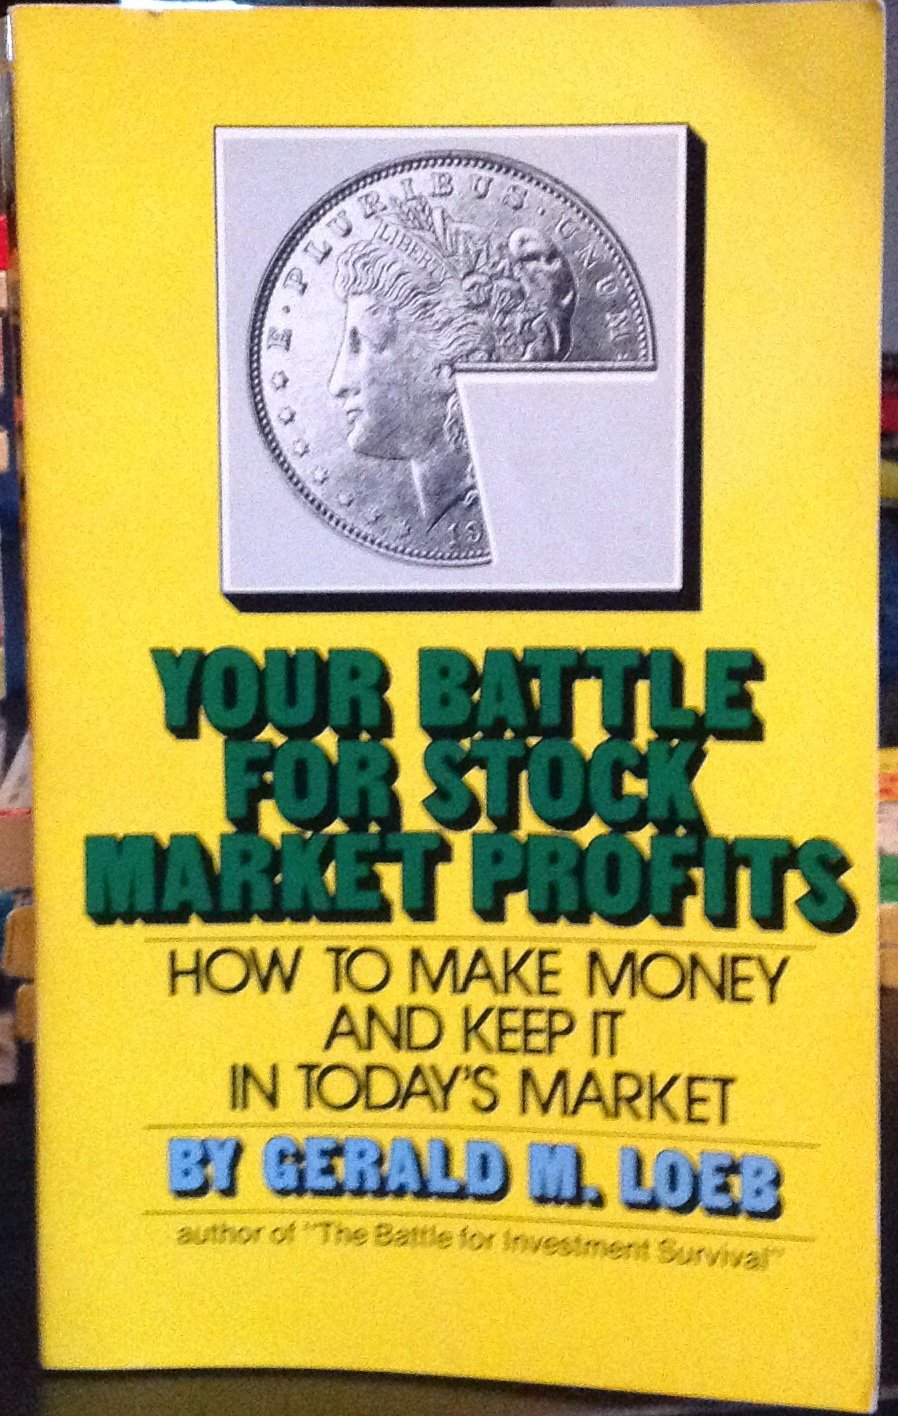 E·PLURIBUS·UNUM·
LIBERTY
19
YOUR BATTLE
FOR STOCK
MARKET PROFITS
HOW TO MAKE MONEY
AND KEEP IT
IN TODAY'S MARKET
BY GERALD M. LOEB
author of "The Battle for Investment Survival"